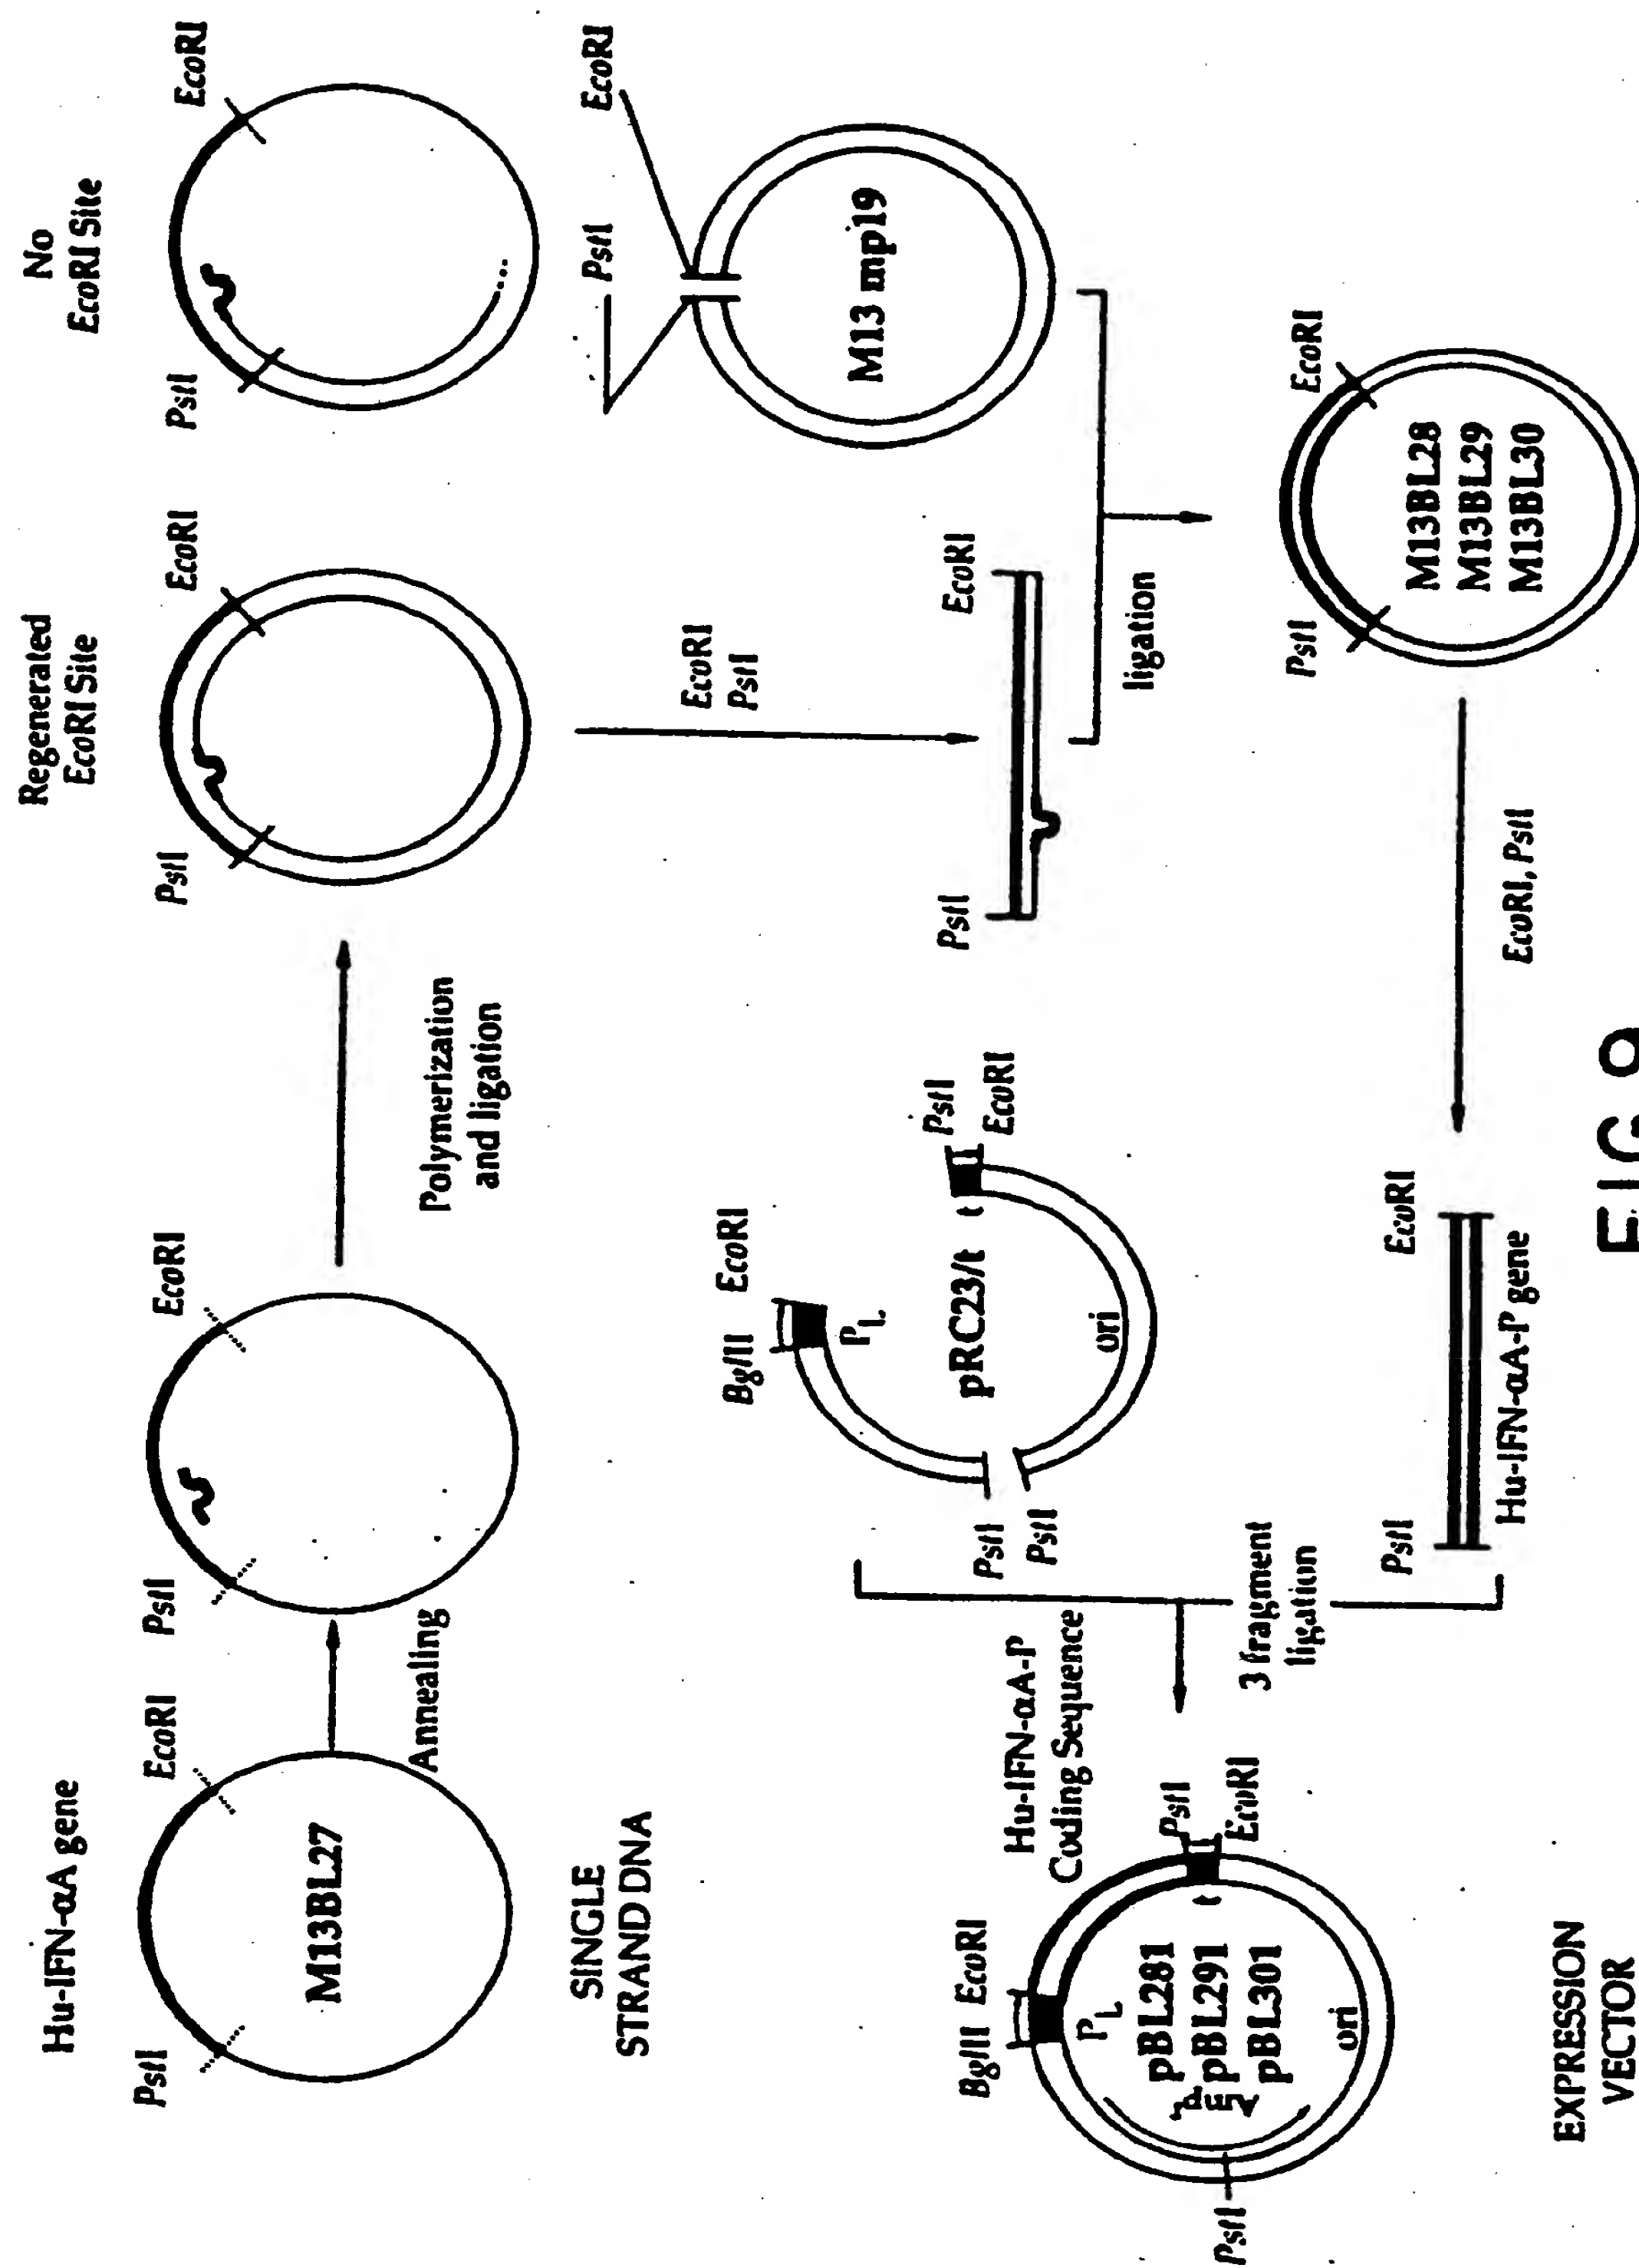 Hu-IFN-αA gene
PstI
EcoRI
M13BL27
SINGLE
STRAND DNA
Annealing
PstI
EcoRI
Polymerization
and ligation
Regenerated
EcoRI Site
PstI
EcoRI
No
EcoRI Site
PstI
EcoRI
EcoRI
PstI
PstI
EcoRI
M13 mp19
PstI
EcoRI
ligation
PstI
EcoRI
M13BL28
M13BL29
M13BL30
EcoRI, PstI
PstI
EcoRI
Hu-IFN-αA-P gene
BglII
EcoRI
PL
pRC23/t
t
PstI
EcoRI
ori
PstI
PstI
3 fragment
ligation
Hu-IFN-αA-P
Coding Sequence
BglII EcoRI
PL
pBL281
pBL291
pBL301
t
PstI
EcoRI
ori
PstI
EXPRESSION
VECTOR
FIG. 9